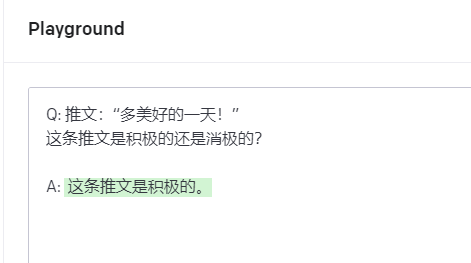 Playground
Q: 推文：“多美好的一天！”
这条推文是积极的还是消极的?
A: 这条推文是积极的。